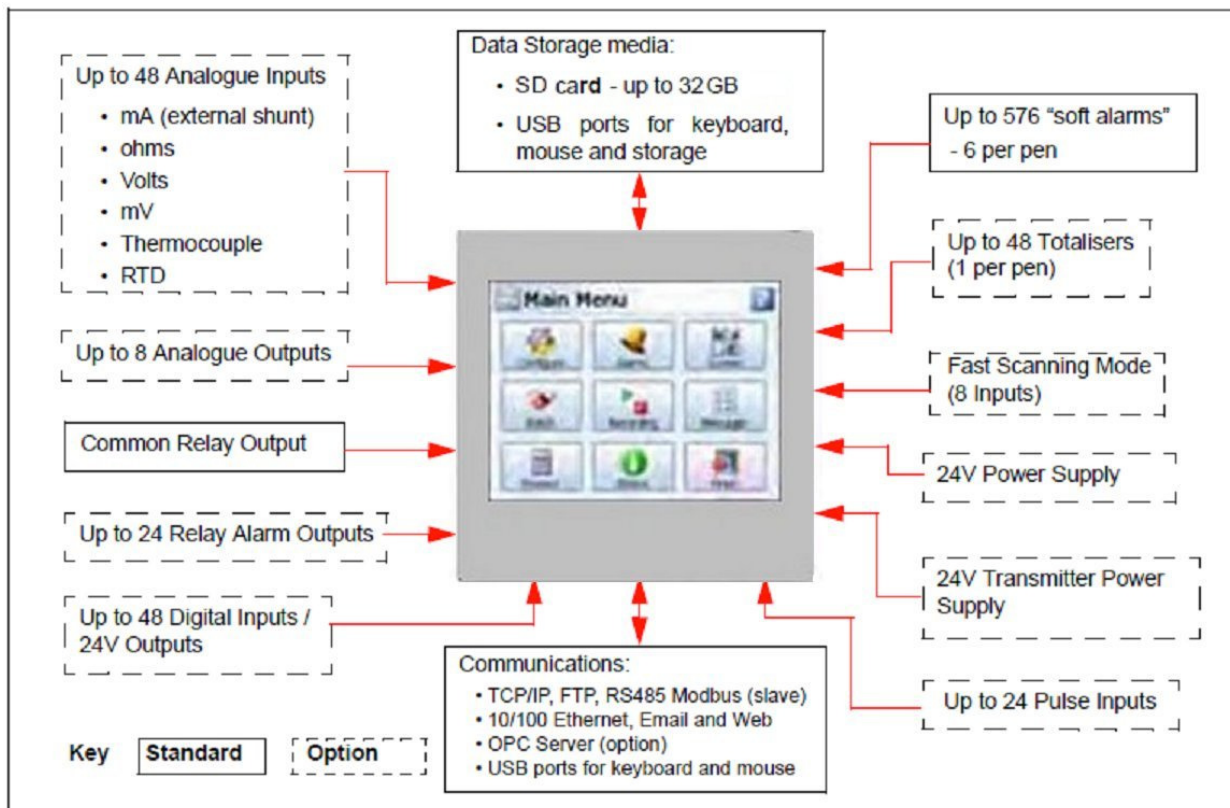 Data Storage media:
• SD card - up to 32GB
• USB ports for keyboard,
mouse and storage
Up to 48 Analogue Inputs
• mA (external shunt)
• ohms
• Volts
• mV
• Thermocouple
• RTD
Up to 8 Analogue Outputs
Common Relay Output
Up to 24 Relay Alarm Outputs
Up to 48 Digital Inputs /
24V Outputs
Main Menu
Up to 576 “soft alarms”
- 6 per pen
Up to 48 Totalisers
(1 per pen)
Fast Scanning Mode
(8 Inputs)
24V Power Supply
24V Transmitter Power
Supply
Up to 24 Pulse Inputs
Communications:
• TCP/IP, FTP, RS485 Modbus (slave)
• 10/100 Ethernet, Email and Web
• OPC Server (option)
• USB ports for keyboard and mouse
Key Standard Option